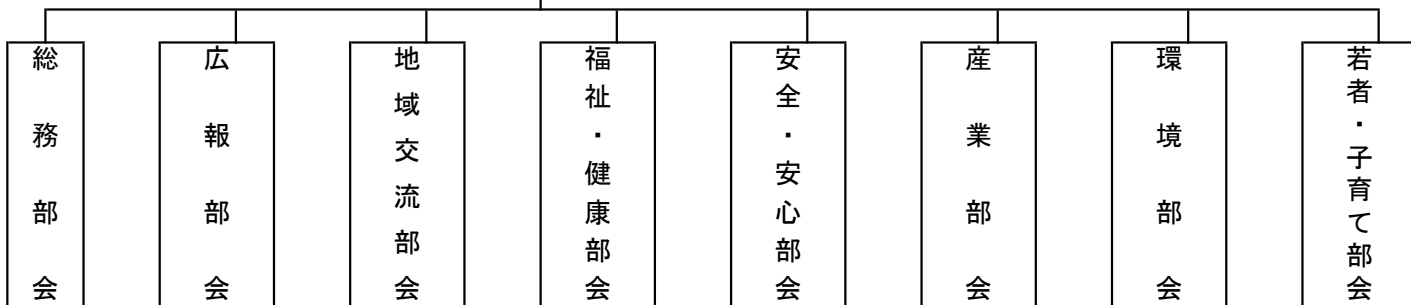 総務部会
広報部会
地域交流部会
福祉・健康部会
安全・安心部会
産業部会
環境部会
若者・子育て部会